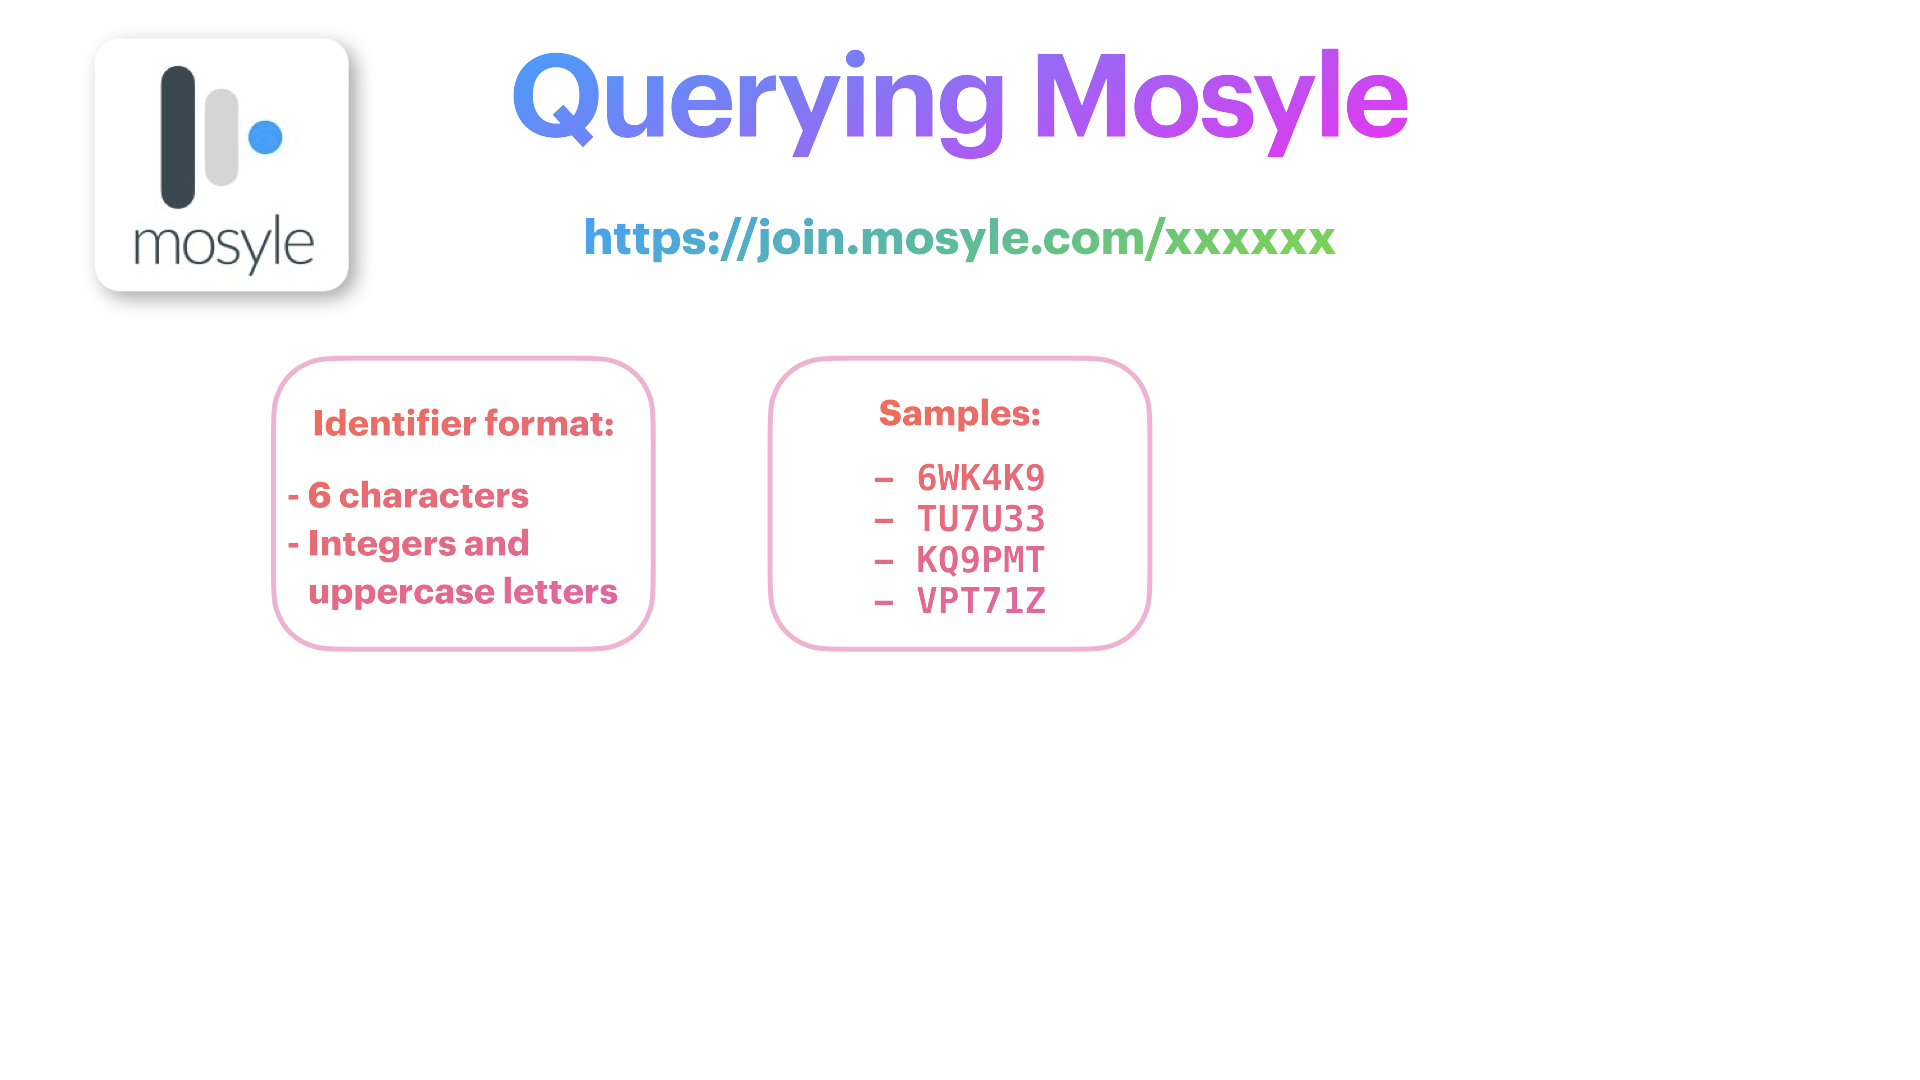 mosyle
Querying Mosyle
https://join.mosyle.com/xxxxxx
Identifier format:
- 6 characters
- Integers and
uppercase letters
Samples:
– 6WK4K9
– TU7U33
– KQ9PMT
– VPT71Z